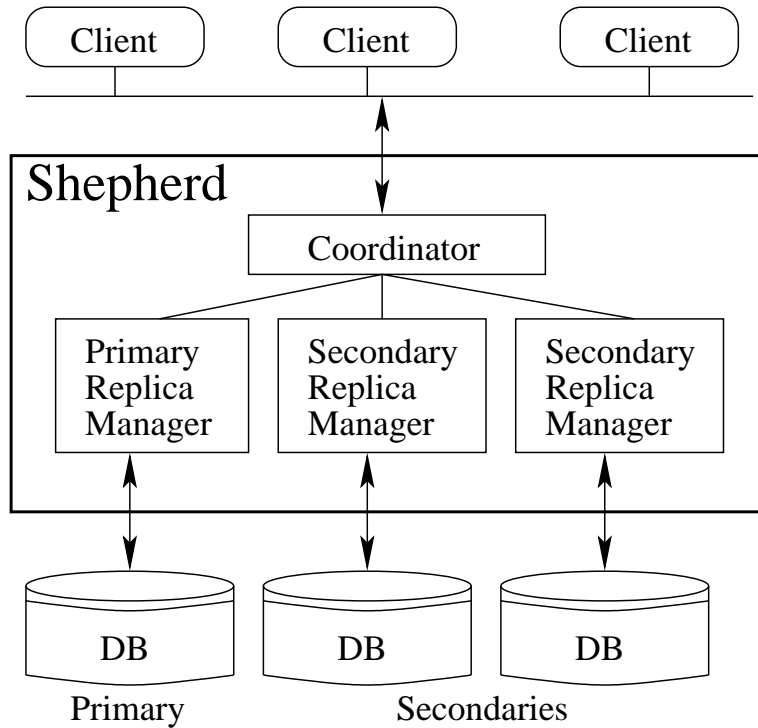 Client
Client
Client
Shepherd
Coordinator
Primary
Replica
Manager
Secondary
Replica
Manager
Secondary
Replica
Manager
DB
DB
DB
Primary
Secondaries